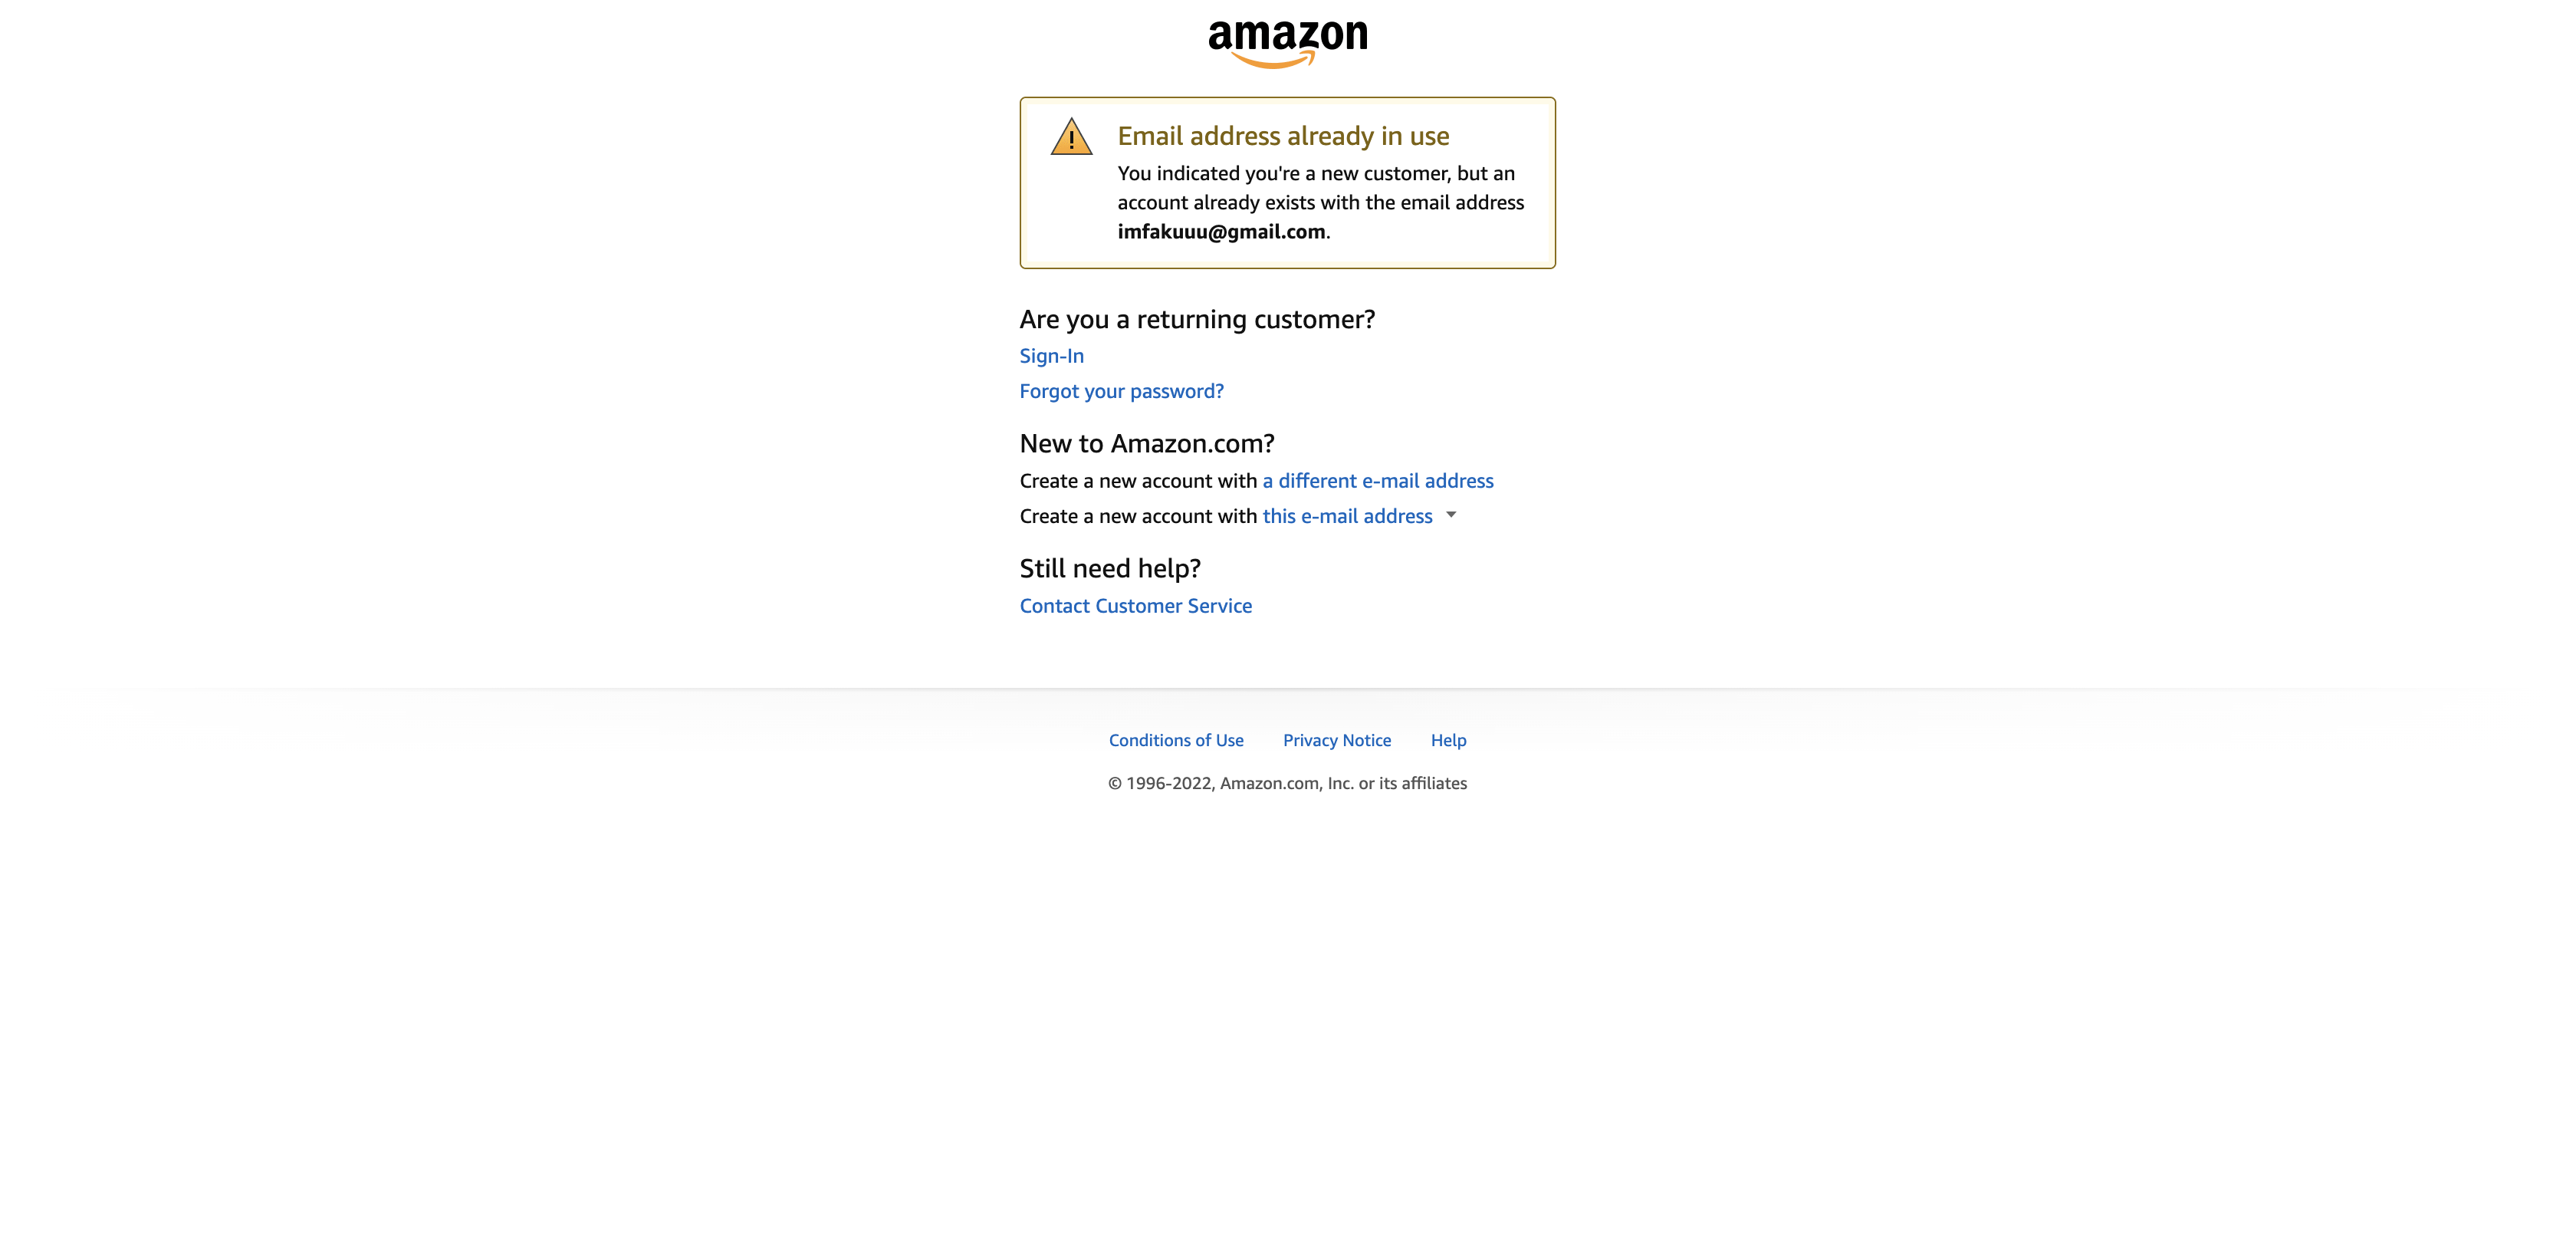 amazon
Email address already in use
You indicated you're a new customer, but an
account already exists with the email address
imfakuuu@gmail.com.
Are you a returning customer?
Sign-In
Forgot your password?
New to Amazon.com?
Create a new account with a different e-mail address
Create a new account with this e-mail address
Still need help?
Contact Customer Service
Conditions of Use Privacy Notice Help
© 1996-2022, Amazon.com, Inc. or its affiliates